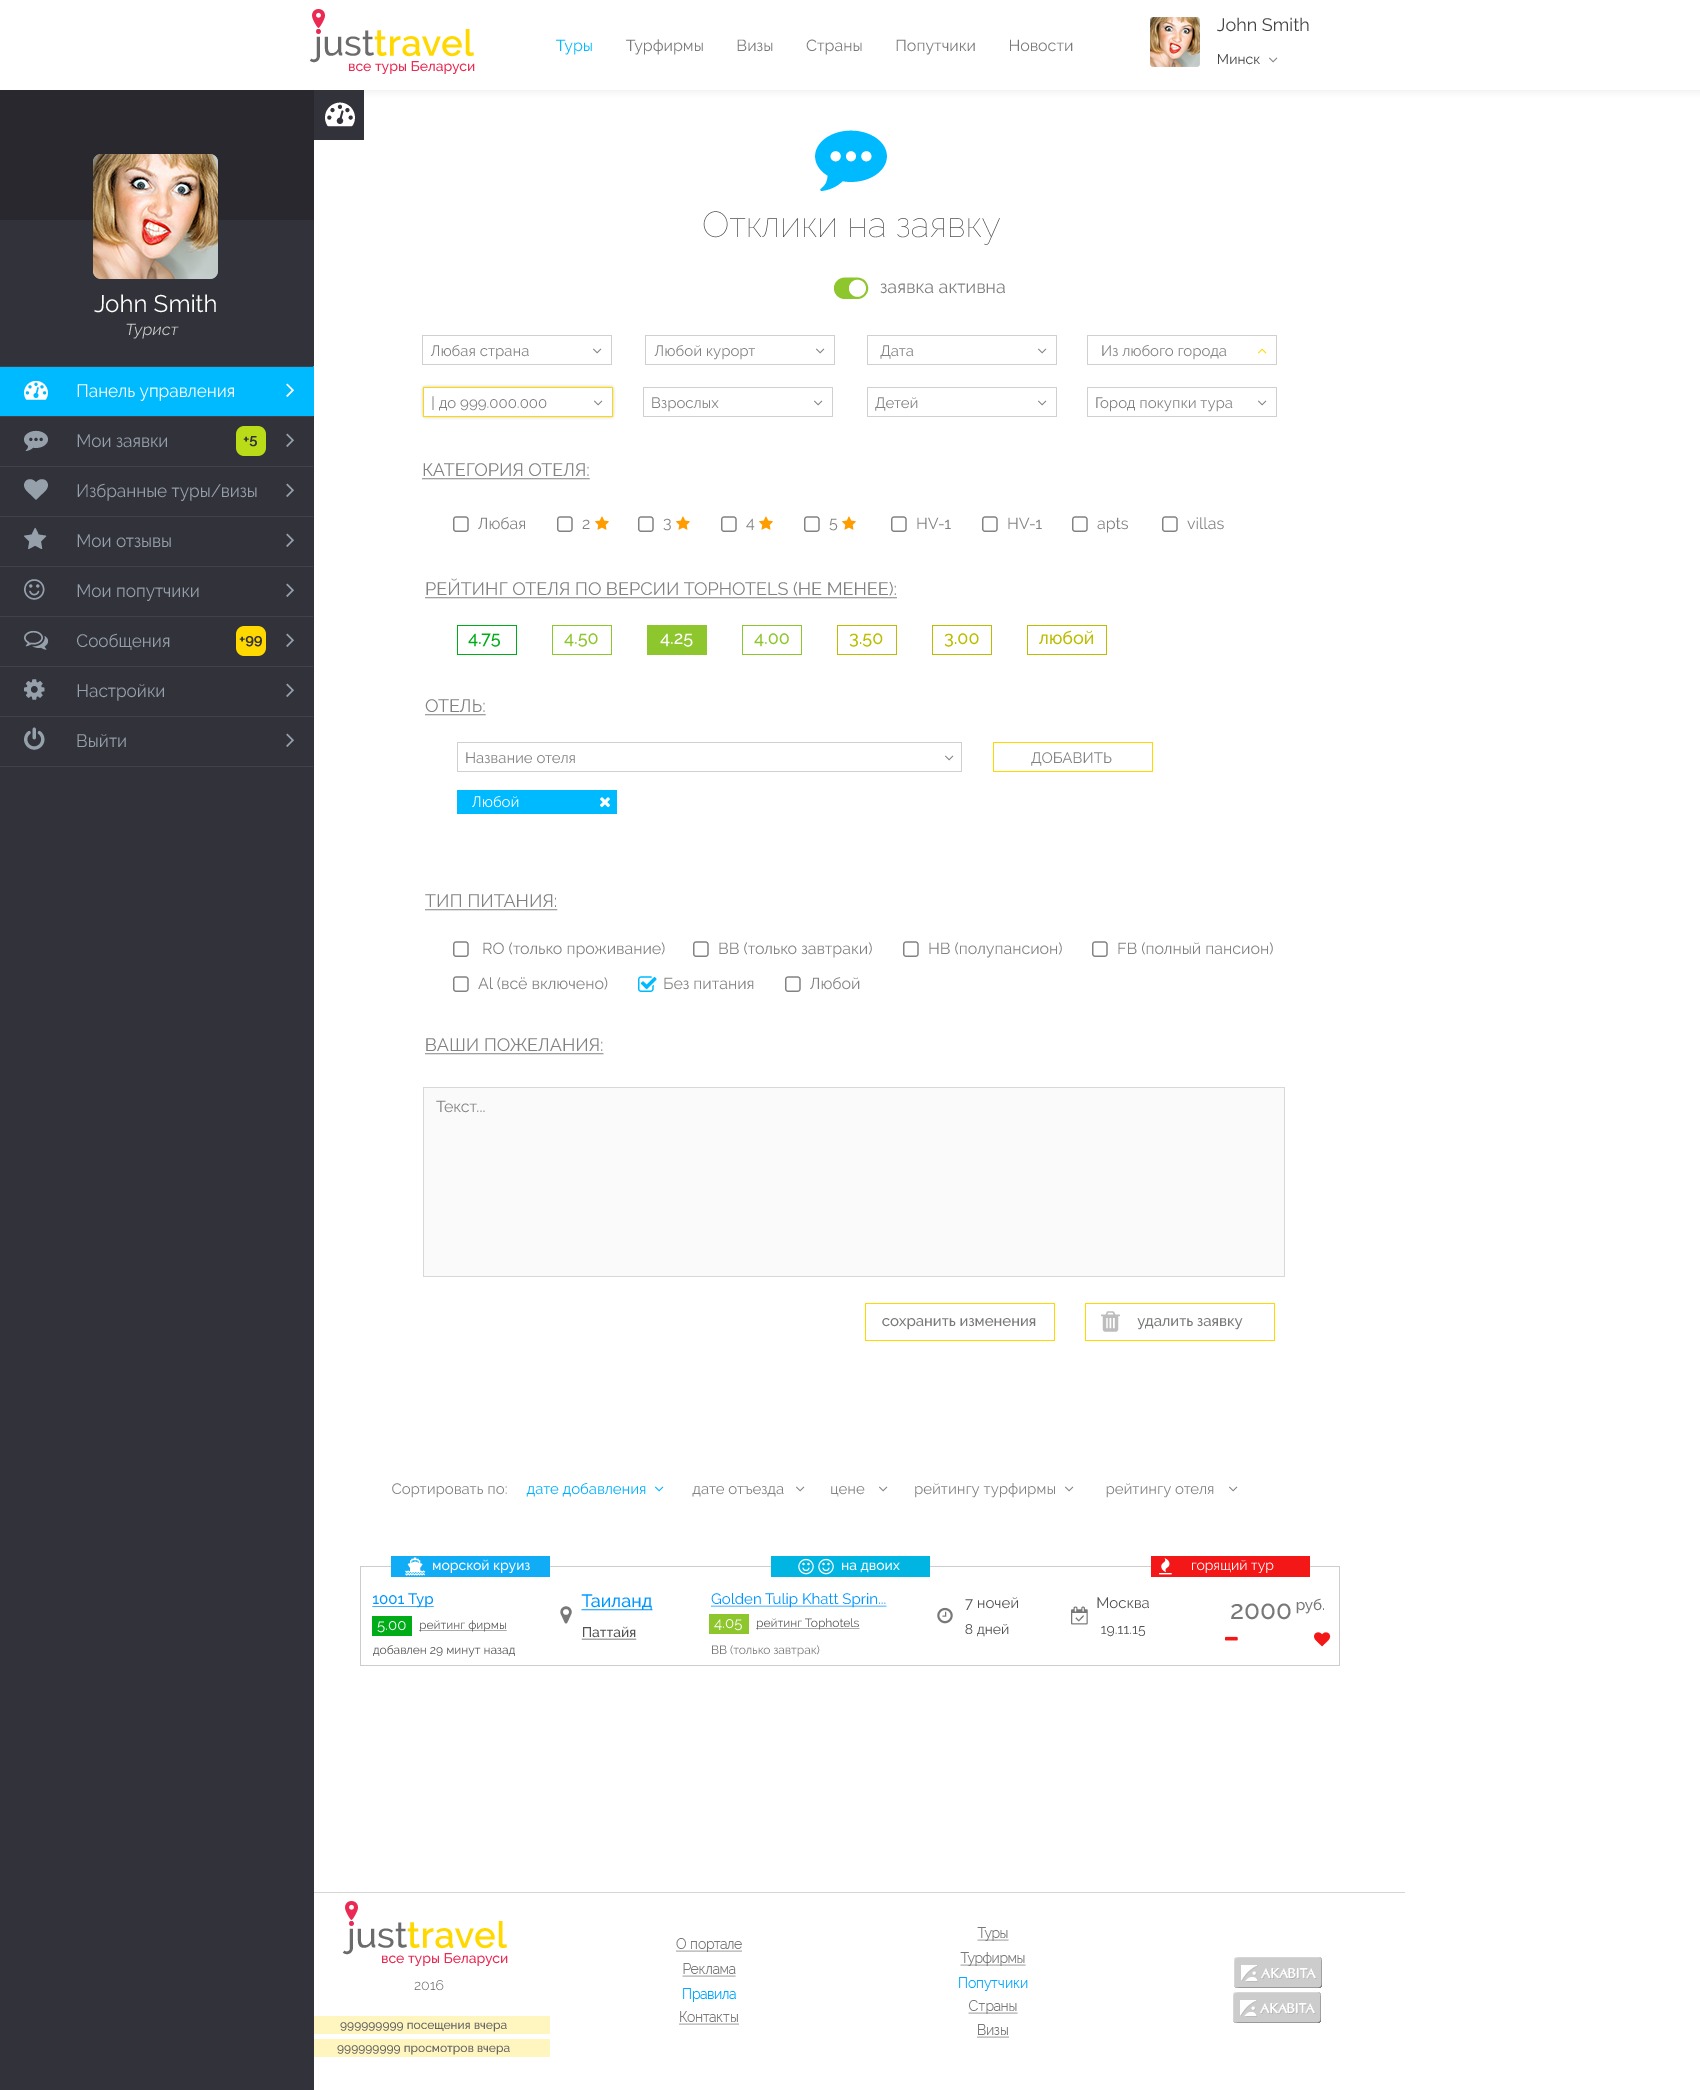 justtravel
все туры Беларуси
Туры Турфирмы Визы Страны Попутчики Новости
John Smith
Минск
John Smith
Турист
Панель управления
Мои заявки +5
Избранные туры/визы
Мои отзывы
Мои попутчики
Сообщения +99
Настройки
Выйти
Отклики на заявку
заявка активна
Любая страна Любой курорт Дата Из любого города
| до 999.000.000 Взрослых Детей Город покупки тура
КАТЕГОРИЯ ОТЕЛЯ:
Любая 2 3 4 5 HV-1 HV-1 apts villas
РЕЙТИНГ ОТЕЛЯ ПО ВЕРСИИ TOPHOTELS (НЕ МЕНЕЕ):
4.75 4.50 4.25 4.00 3.50 3.00 любой
ОТЕЛЬ:
Название отеля ДОБАВИТЬ
Любой
ТИП ПИТАНИЯ:
RO (только проживание) BB (только завтраки) HB (полупансион) FB (полный пансион)
Al (всё включено) Без питания Любой
ВАШИ ПОЖЕЛАНИЯ:
Текст...
сохранить изменения удалить заявку
Сортировать по: дате добавления дате отъезда цене рейтингу турфирмы рейтингу отеля
морской круиз на двоих горящий тур
1001 Тур Таиланд Golden Tulip Khatt Sprin... 7 ночей Москва 2000 руб.
5.00 рейтинг фирмы Паттайя 4.05 рейтинг Tophotels 8 дней 19.11.15
добавлен 29 минут назад BB (только завтрак)
justtravel
все туры Беларуси
2016
999999999 посещения вчера
999999999 просмотров вчера
О портале
Реклама
Правила
Контакты
Туры
Турфирмы
Попутчики
Страны
Визы
AKABITA
AKABITA